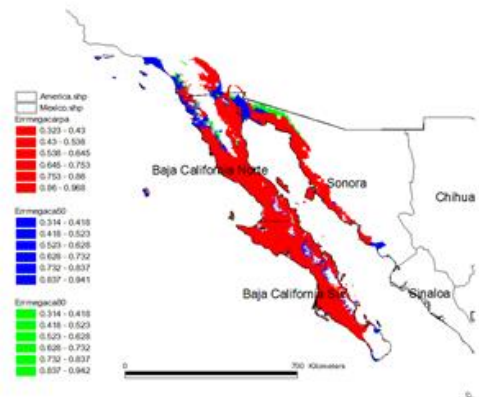 America.shp
Mexico.shp
Errmegacarpa
0.323 - 0.43
0.43 - 0.538
0.538 - 0.645
0.645 - 0.753
0.753 - 0.86
0.86 - 0.968
Errmegaca50
0.314 - 0.418
0.418 - 0.523
0.523 - 0.628
0.628 - 0.732
0.732 - 0.837
0.837 - 0.941
Errmegaca80
0.314 - 0.418
0.418 - 0.523
0.523 - 0.628
0.628 - 0.732
0.732 - 0.837
0.837 - 0.942
Baja California Norte
Sonora
Chihua
Baja California Sur
Sinaloa
0
700 Kilometers